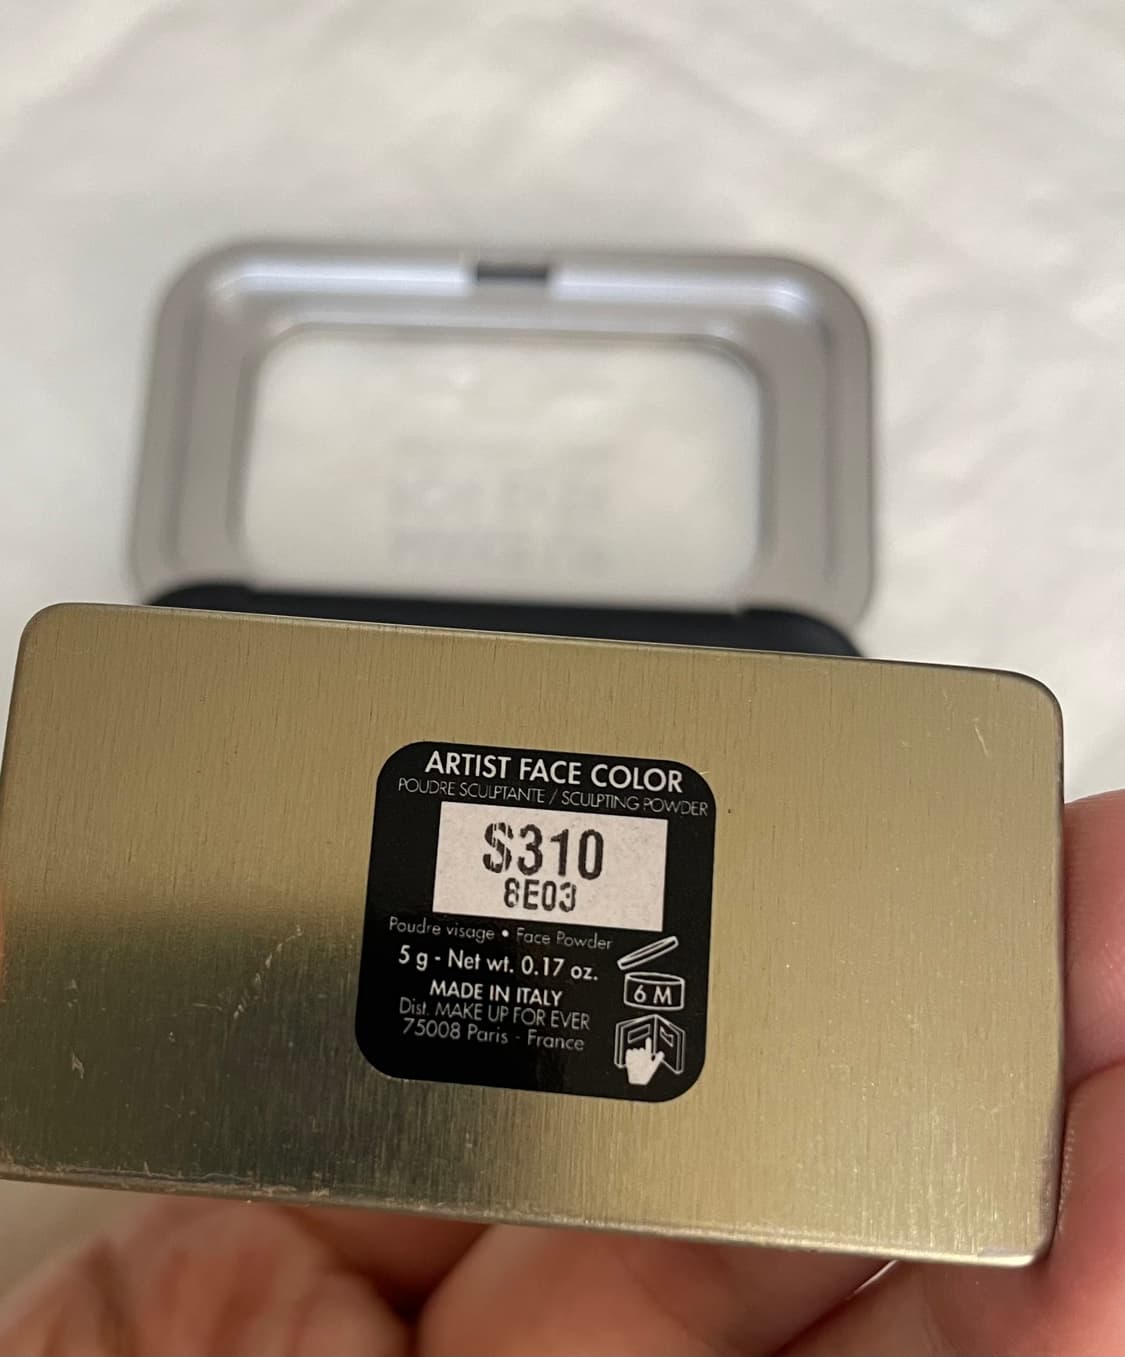 ARTIST FACE COLOR
POUDRE SCULPTANTE / SCULPTING POWDER
S310
8E03
Poudre visage • Face Powder
5 g - Net wt. 0.17 oz.
6 M
MADE IN ITALY
Dist. MAKE UP FOR EVER
75008 Paris - France